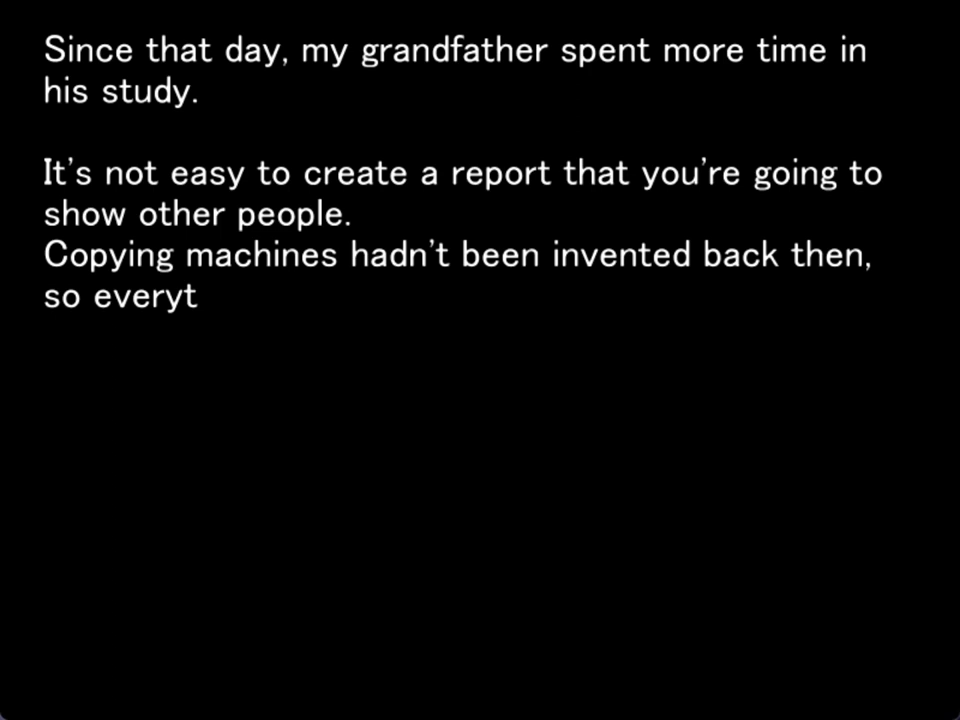 Since that day, my grandfather spent more time in
his study.
It's not easy to create a report that you're going to
show other people.
Copying machines hadn't been invented back then,
so everyt